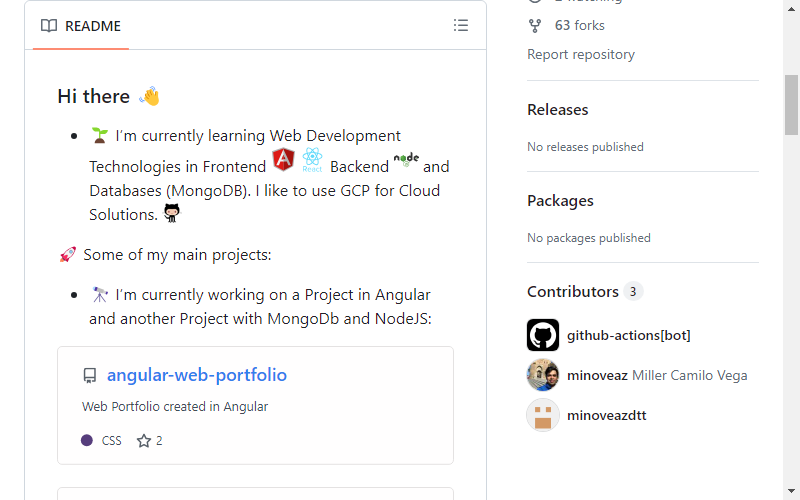 README
Hi there 👋
🌱 I'm currently learning Web Development
Technologies in Frontend React Backend node and
Databases (MongoDB). I like to use GCP for Cloud
Solutions.
🚀 Some of my main projects:
🔭 I'm currently working on a Project in Angular
and another Project with MongoDb and NodeJS:
angular-web-portfolio
Web Portfolio created in Angular
CSS 2
63 forks
Report repository
Releases
No releases published
Packages
No packages published
Contributors 3
github-actions[bot]
minoveaz Miller Camilo Vega
minoveazdtt